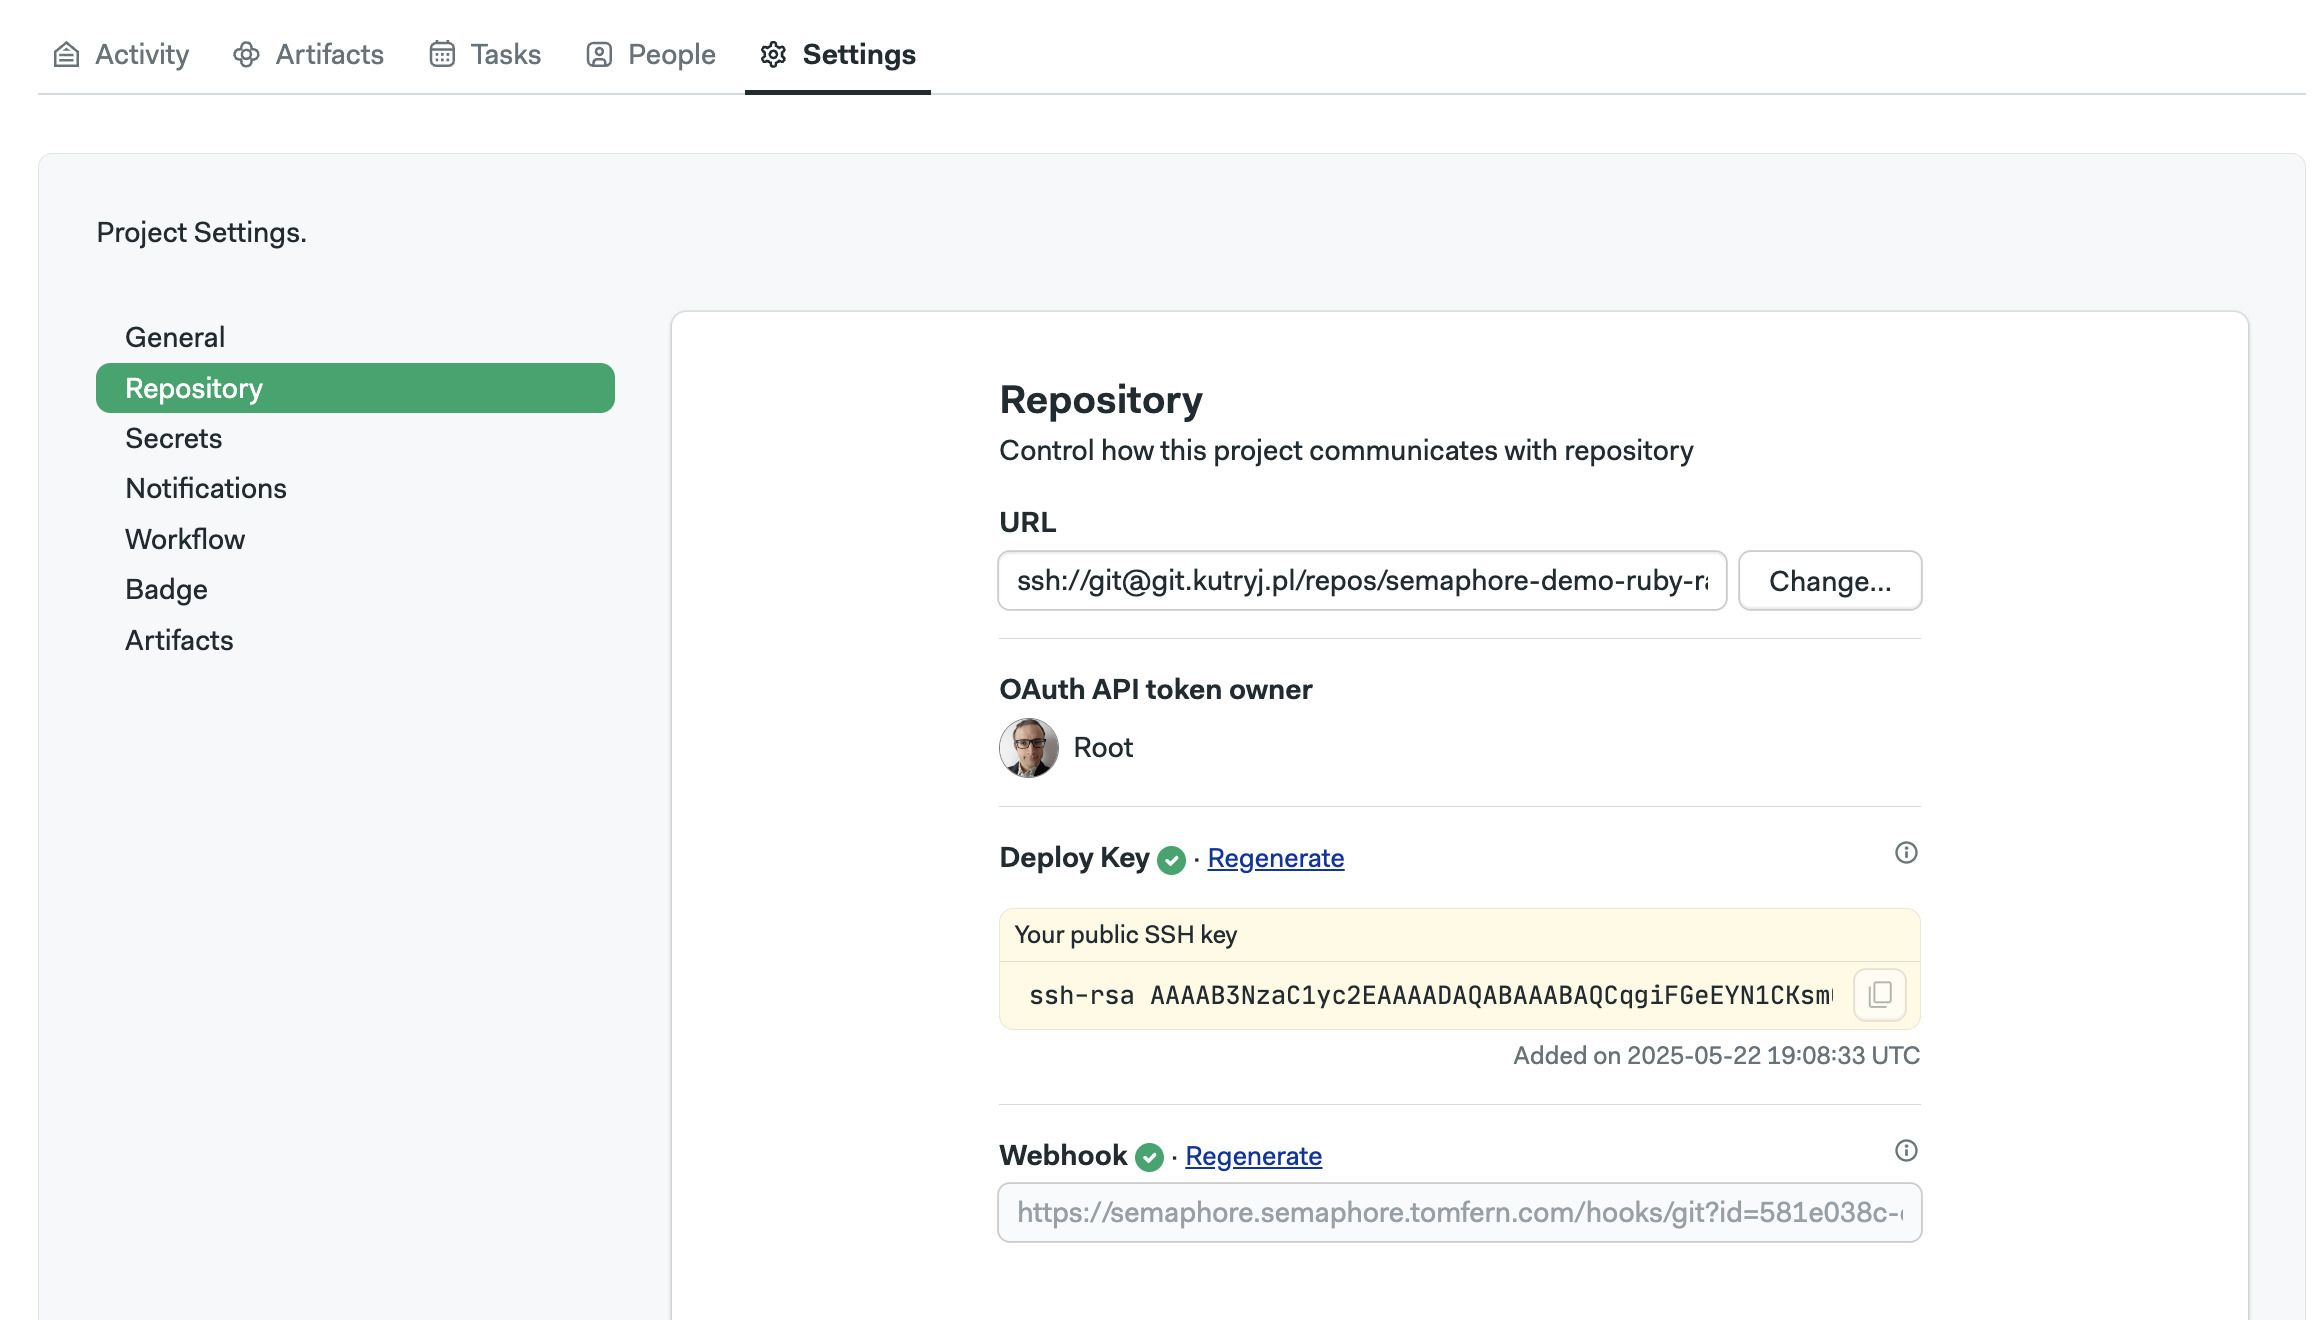 Activity Artifacts Tasks People Settings
Project Settings.
General
Repository
Secrets
Notifications
Workflow
Badge
Artifacts
Repository
Control how this project communicates with repository
URL
ssh://git@git.kutryj.pl/repos/semaphore-demo-ruby-ra Change...
OAuth API token owner
Root
Deploy Key · Regenerate
Your public SSH key
ssh-rsa AAAAB3NzaC1yc2EAAAADAQABAAABAQCqgiFGeEYN1CKsm
Added on 2025-05-22 19:08:33 UTC
Webhook · Regenerate
https://semaphore.semaphore.tomfern.com/hooks/git?id=581e038c-